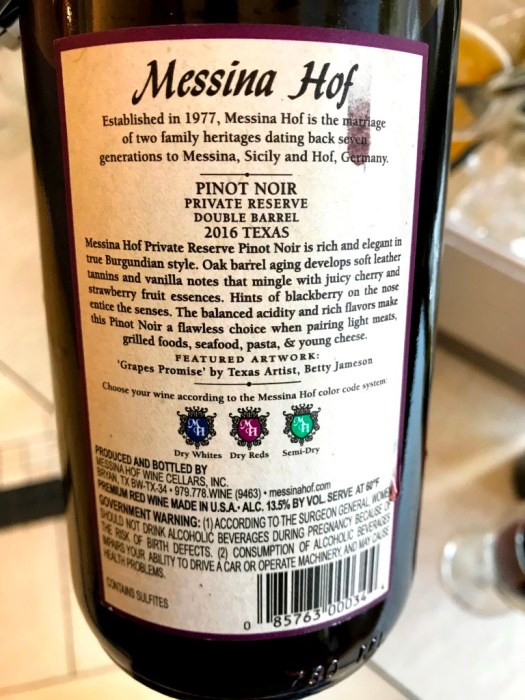 Messina Hof
Established in 1977, Messina Hof is the marriage
of two family heritages dating back seven
generations to Messina, Sicily and Hof, Germany.
PINOT NOIR
PRIVATE RESERVE
DOUBLE BARREL
2016 TEXAS
Messina Hof Private Reserve Pinot Noir is rich and elegant in
true Burgundian style. Oak barrel aging develops soft leather
tannins and vanilla notes that mingle with juicy cherry and
strawberry fruit essences. Hints of blackberry on the nose
entice the senses. The balanced acidity and rich flavors make
this Pinot Noir a flawless choice when pairing light meats,
grilled foods, seafood, pasta, & young cheese.
FEATURED ARTWORK:
'Grapes Promise' by Texas Artist, Betty Jameson
Choose your wine according to the Messina Hof color code system:
MH MH MH
Dry Whites Dry Reds Semi-Dry
PRODUCED AND BOTTLED BY
MESSINA HOF WINE CELLARS, INC.
BRYAN, TX BW-TX-34 • 979.778.WINE (9463) • messinahof.com
PREMIUM RED WINE MADE IN U.S.A. • ALC. 13.5% BY VOL. SERVE AT 60°F
GOVERNMENT WARNING: (1) ACCORDING TO THE SURGEON GENERAL, WOMEN
SHOULD NOT DRINK ALCOHOLIC BEVERAGES DURING PREGNANCY BECAUSE OF
THE RISK OF BIRTH DEFECTS. (2) CONSUMPTION OF ALCOHOLIC BEVERAGES
IMPAIRS YOUR ABILITY TO DRIVE A CAR OR OPERATE MACHINERY, AND MAY CAUSE
HEALTH PROBLEMS.
CONTAINS SULFITES
0 85763 00034